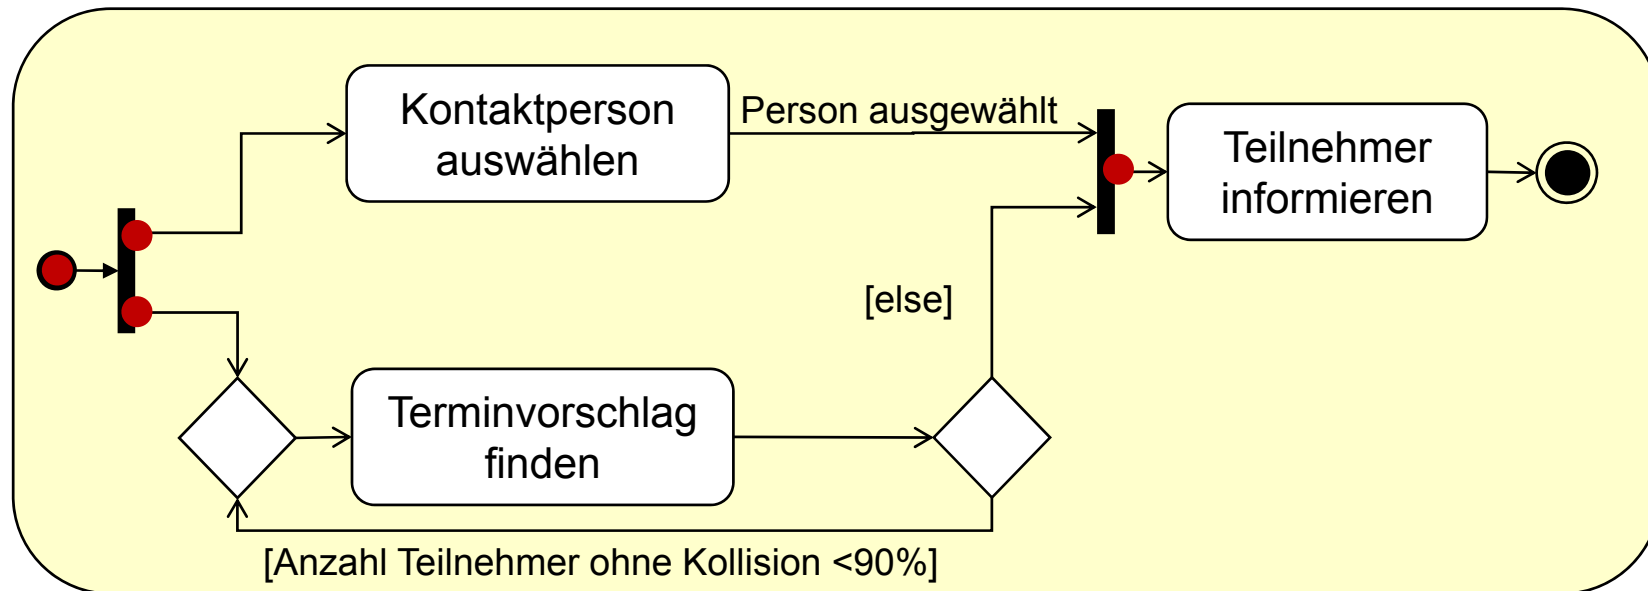 Kontaktperson
auswählen
Person ausgewählt
Teilnehmer
informieren
[else]
Terminvorschlag
finden
[Anzahl Teilnehmer ohne Kollision <90%]